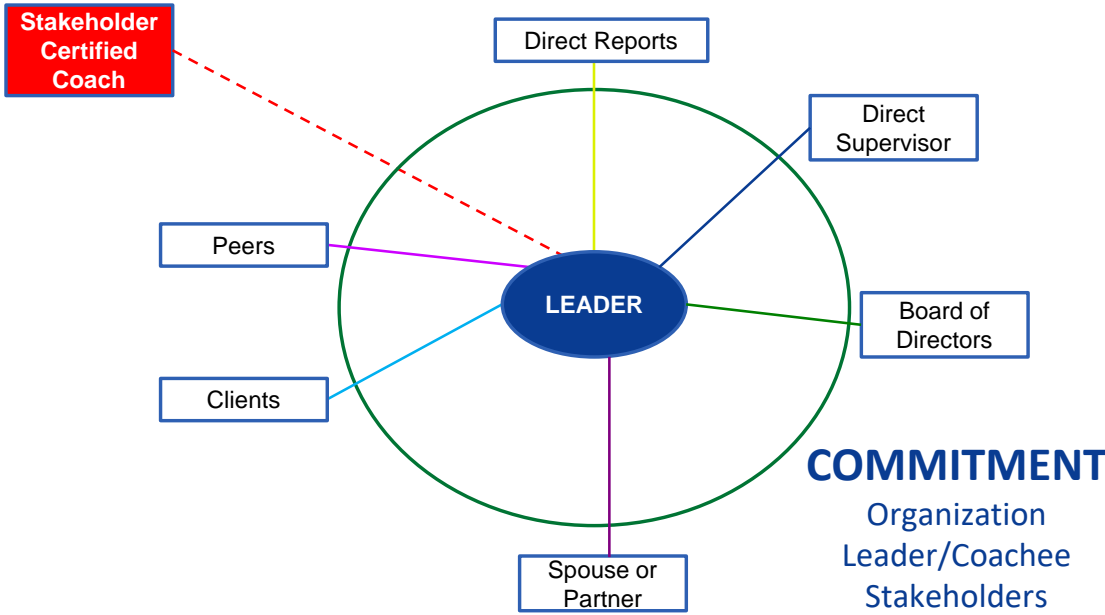 Stakeholder
Certified
Coach
Direct Reports
Direct
Supervisor
Peers
LEADER
Board of
Directors
Clients
Spouse or
Partner
COMMITMENT
Organization
Leader/Coachee
Stakeholders